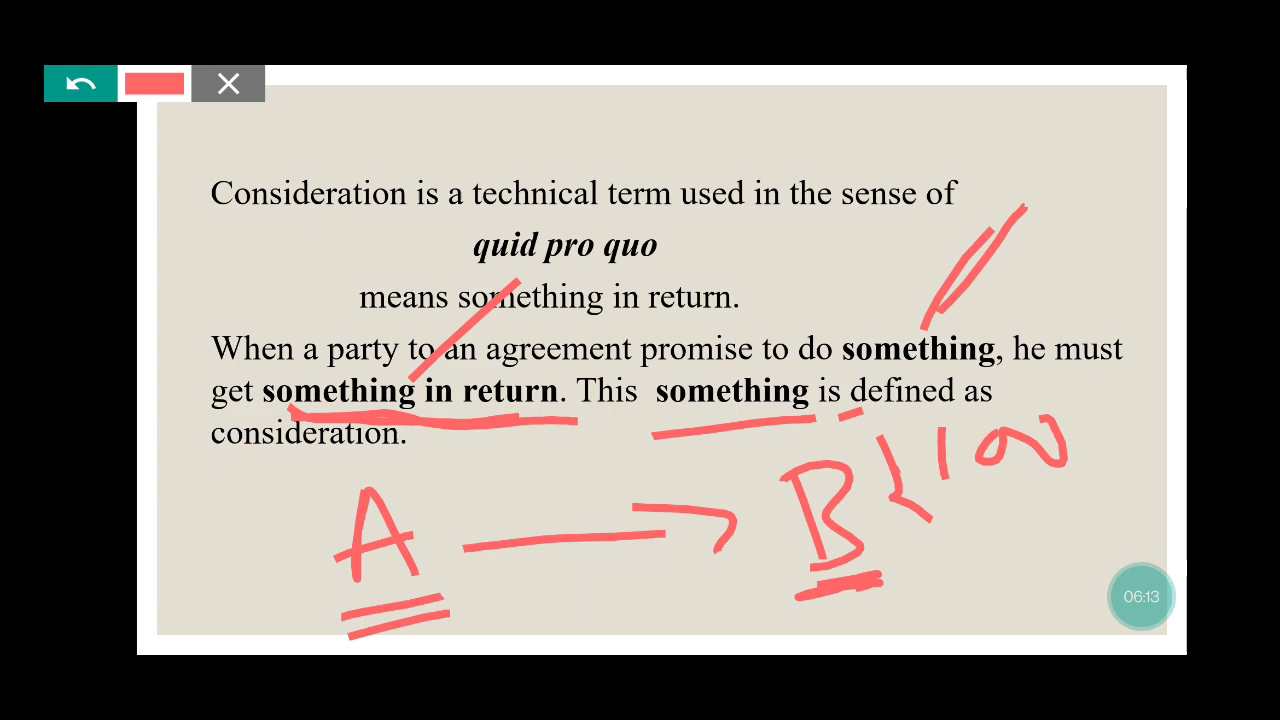 Consideration is a technical term used in the sense of
quid pro quo
means something in return.
When a party to an agreement promise to do something, he must
get something in return. This something is defined as
consideration.
A B
06:13